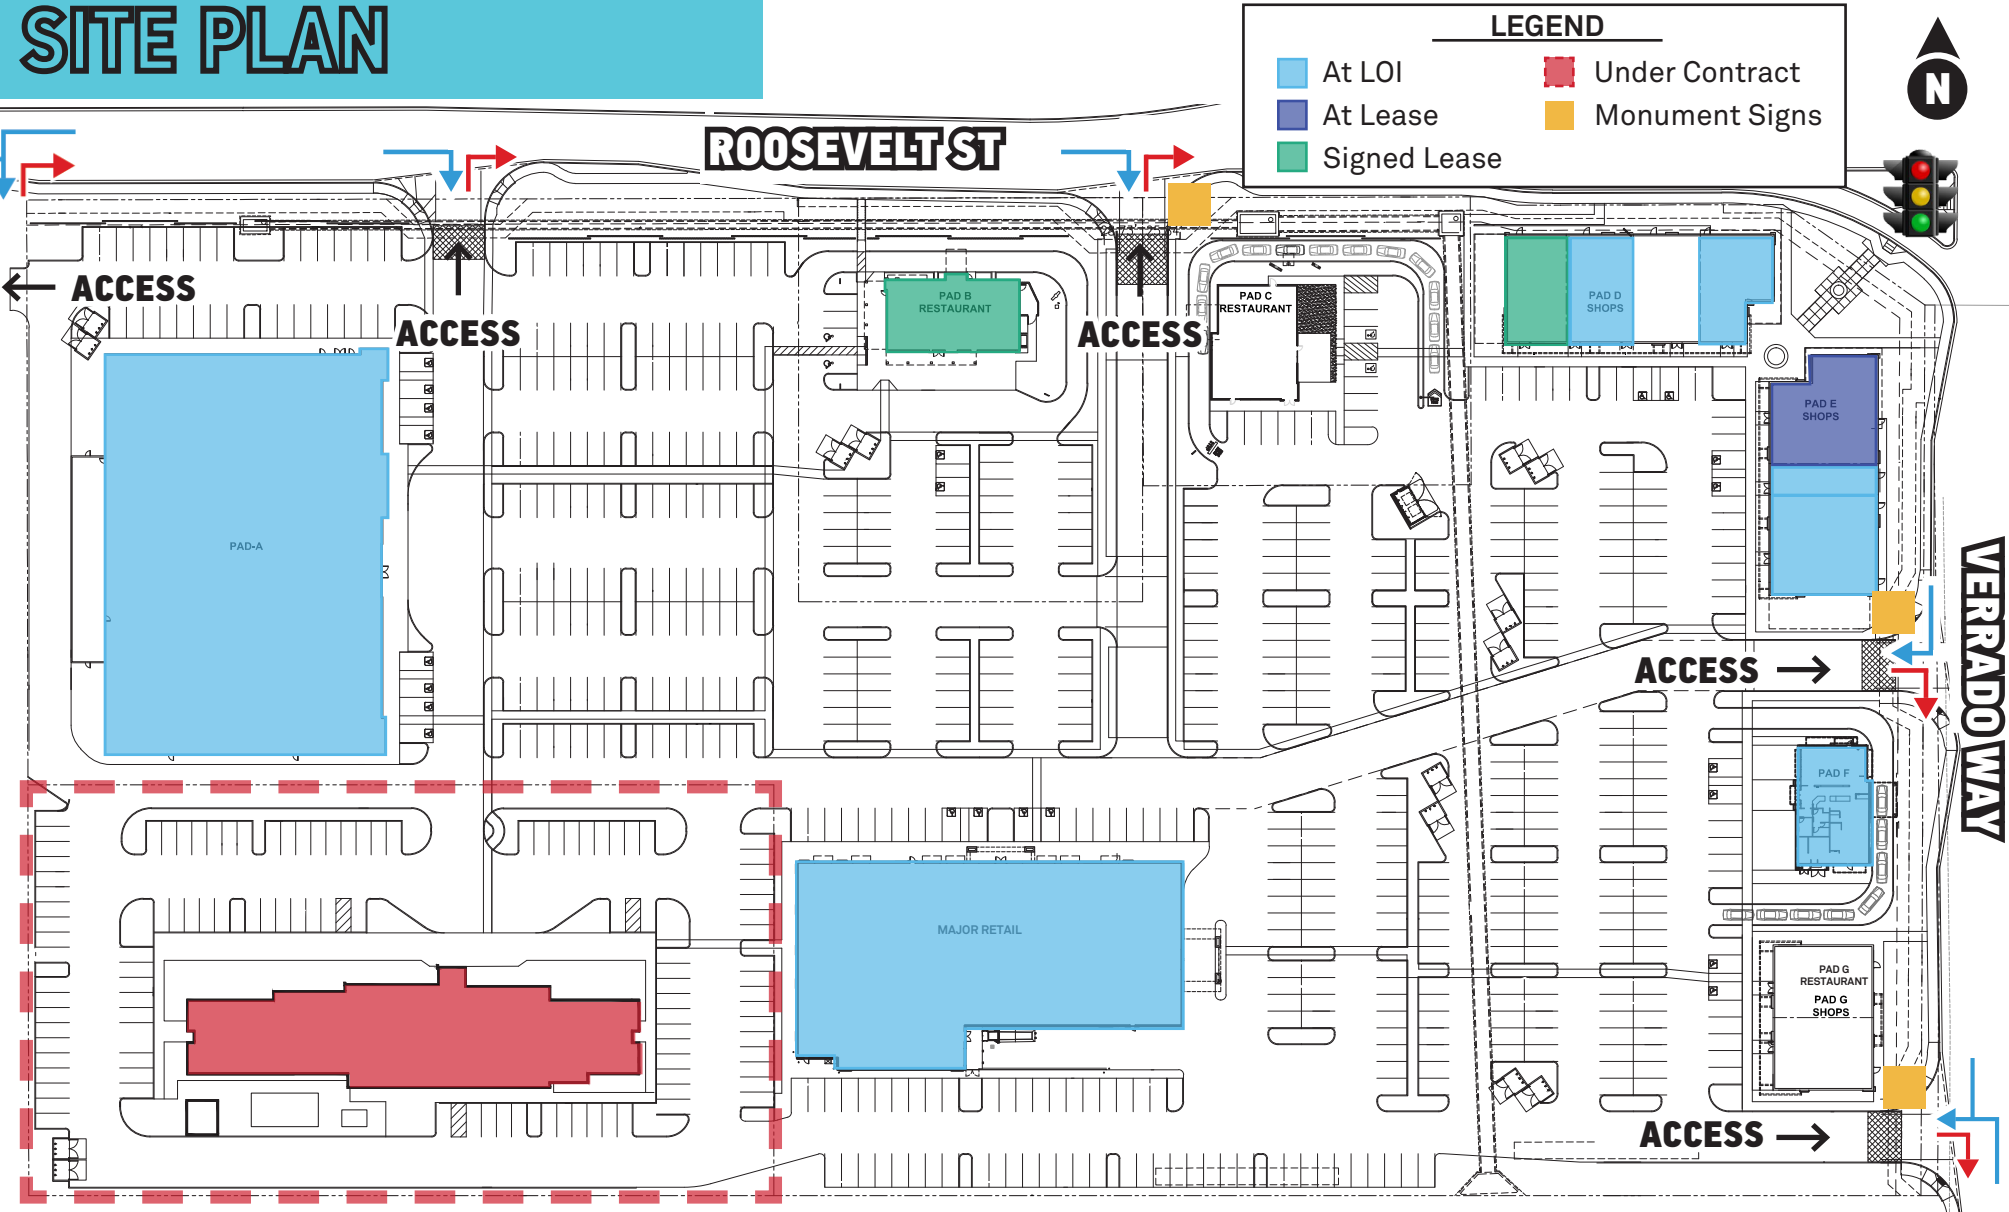 SITE PLAN
LEGEND
At LOI
Under Contract
At Lease
Monument Signs
Signed Lease
N
ROOSEVELT ST
ACCESS
ACCESS
ACCESS
PAD B
RESTAURANT
PAD C
RESTAURANT
PAD D
SHOPS
PAD E
SHOPS
PAD-A
VERRADO WAY
ACCESS
PAD F
MAJOR RETAIL
PAD G
RESTAURANT
PAD G
SHOPS
ACCESS